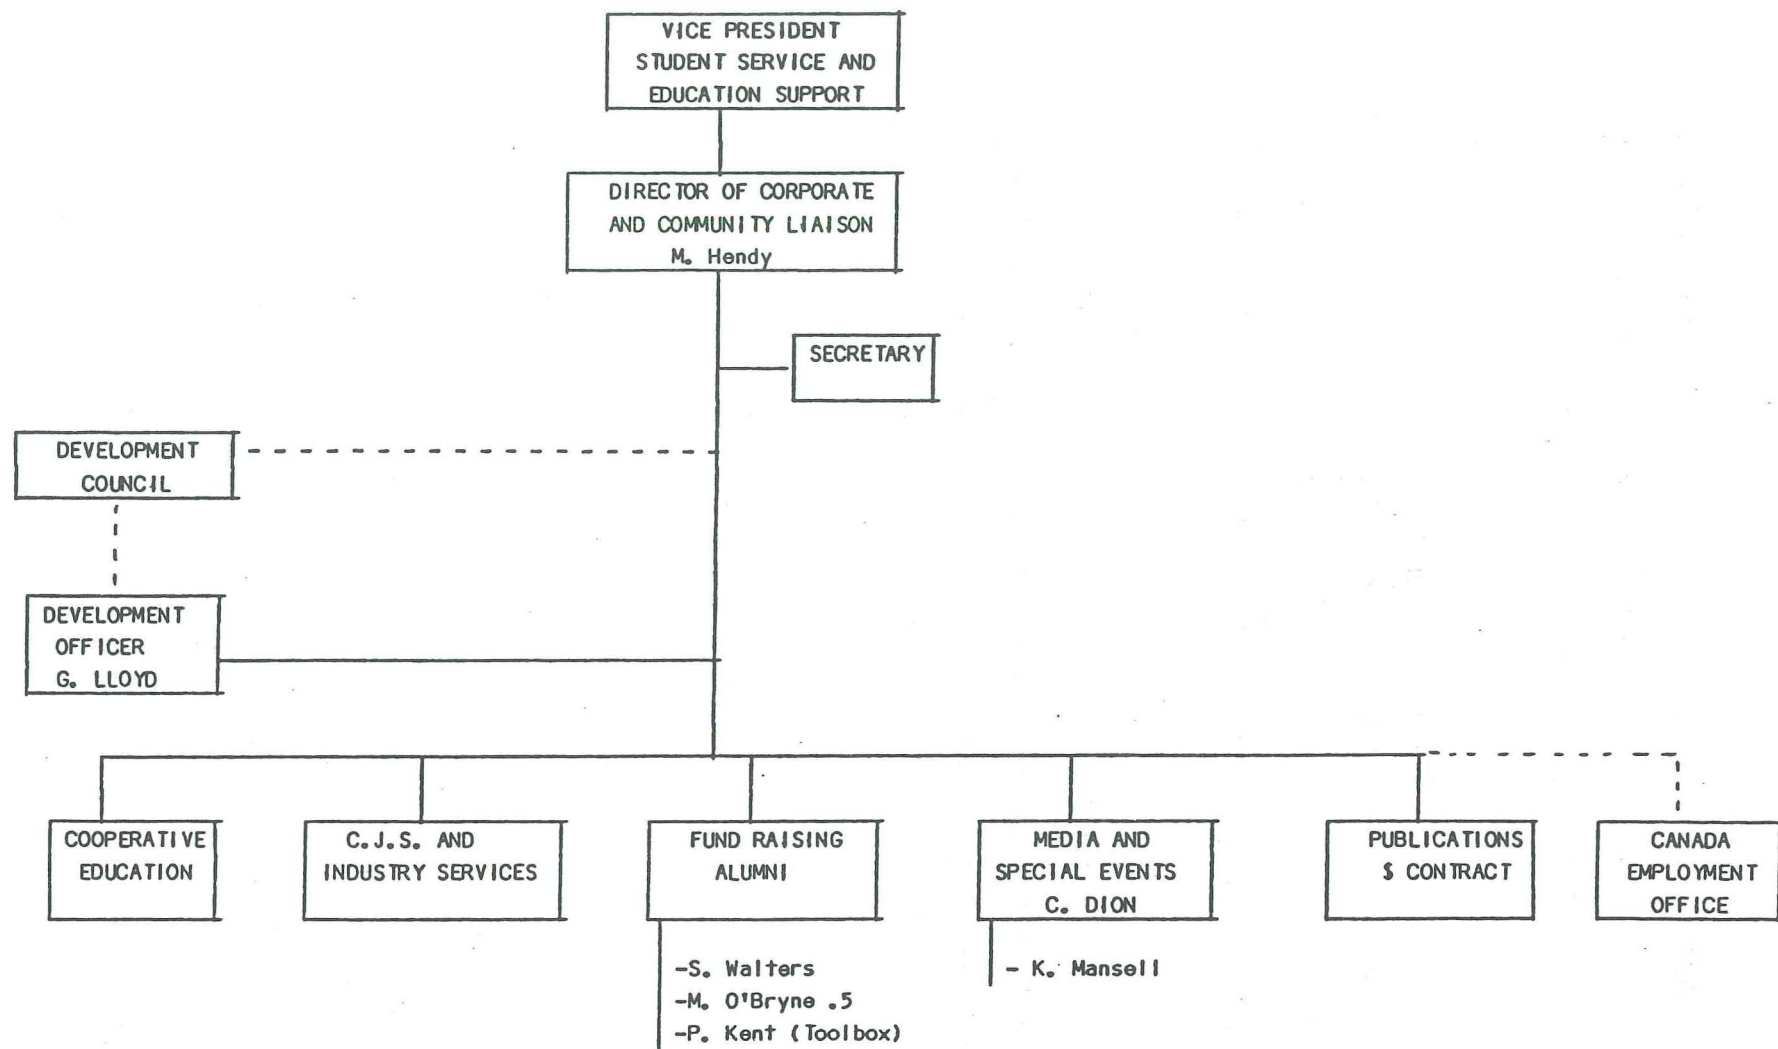 VICE PRESIDENT
STUDENT SERVICE AND
EDUCATION SUPPORT
DIRECTOR OF CORPORATE
AND COMMUNITY LIAISON
M. Hendy
SECRETARY
DEVELOPMENT
COUNCIL
DEVELOPMENT
OFFICER
G. LLOYD
COOPERATIVE
EDUCATION
C.J.S. AND
INDUSTRY SERVICES
FUND RAISING
ALUMNI
MEDIA AND
SPECIAL EVENTS
C. DION
PUBLICATIONS
$ CONTRACT
CANADA
EMPLOYMENT
OFFICE
-S. Walters
-M. O'Bryne .5
-P. Kent (Toolbox)
- K. Mansell